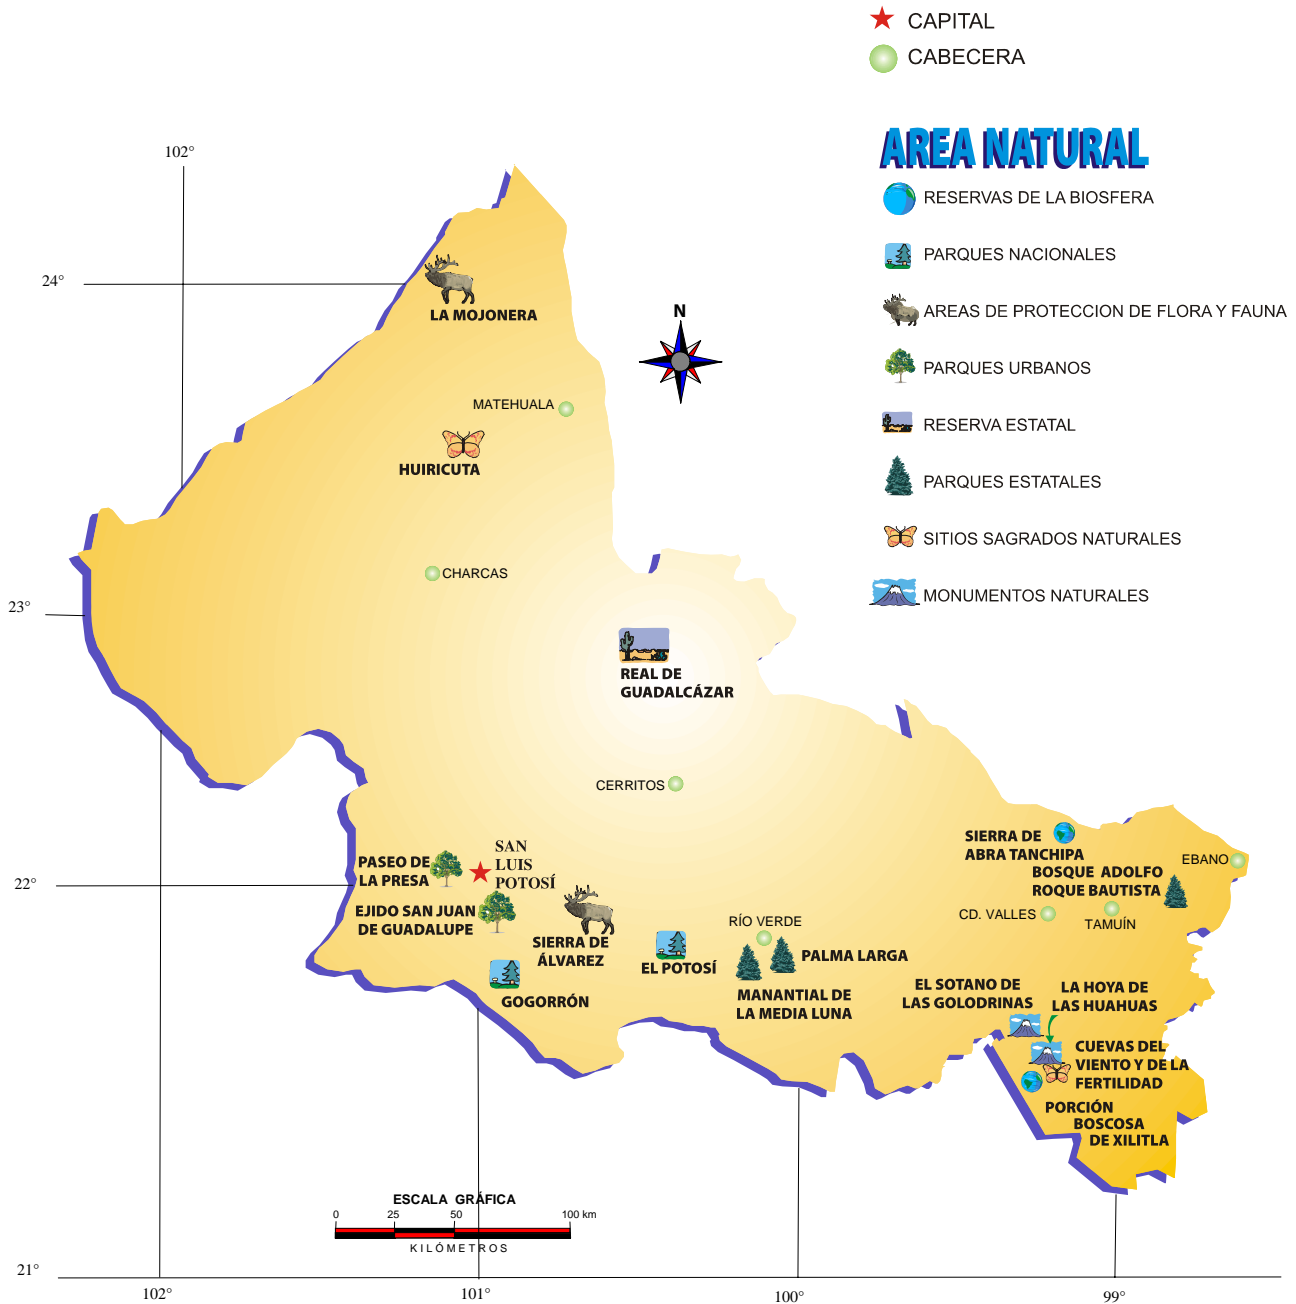 CAPITAL
CABECERA
AREA NATURAL
RESERVAS DE LA BIOSFERA
PARQUES NACIONALES
AREAS DE PROTECCION DE FLORA Y FAUNA
PARQUES URBANOS
RESERVA ESTATAL
PARQUES ESTATALES
SITIOS SAGRADOS NATURALES
MONUMENTOS NATURALES
102°
24°
LA MOJONERA
N
MATEHUALA
HUIRICUTA
CHARCAS
23°
REAL DE
GUADALCÁZAR
CERRITOS
SIERRA DE
ABRA TANCHIPA
EBANO
BOSQUE ADOLFO
ROQUE BAUTISTA
SAN
LUIS
POTOSÍ
PASEO DE
LA PRESA
22°
EJIDO SAN JUAN
DE GUADALUPE
CD. VALLES
TAMUÍN
RÍO VERDE
SIERRA DE
ÁLVAREZ
EL POTOSÍ
PALMA LARGA
GOGORRÓN
MANANTIAL DE
LA MEDIA LUNA
EL SOTANO DE
LAS GOLODRINAS
LA HOYA DE
LAS HUAHUAS
CUEVAS DEL
VIENTO Y DE LA
FERTILIDAD
PORCIÓN
BOSCOSA
DE XILITLA
ESCALA GRÁFICA
0 25 50 100 km
KILÓMETROS
21°
102° 101° 100° 99°